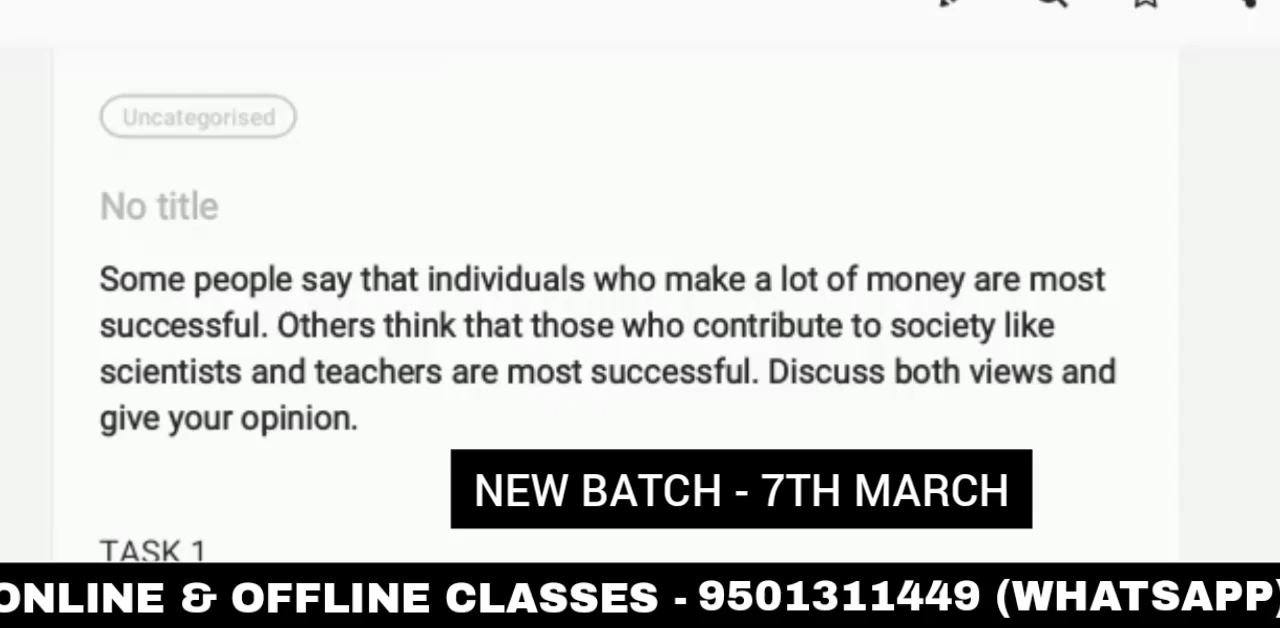 Uncategorised
No title
Some people say that individuals who make a lot of money are most
successful. Others think that those who contribute to society like
scientists and teachers are most successful. Discuss both views and
give your opinion.
NEW BATCH - 7TH MARCH
TASK 1
ONLINE & OFFLINE CLASSES - 9501311449 (WHATSAPP)